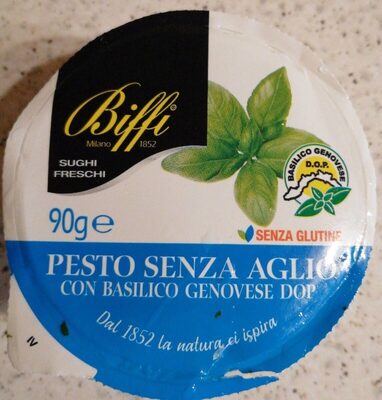 Biffi
Milano 1852
SUGHI
FRESCHI
BASILICO GENOVESE
D.O.P.
90g e
SENZA GLUTINE
PESTO SENZA AGLIO
CON BASILICO GENOVESE DOP
Dal 1852 la natura ci ispira
IV